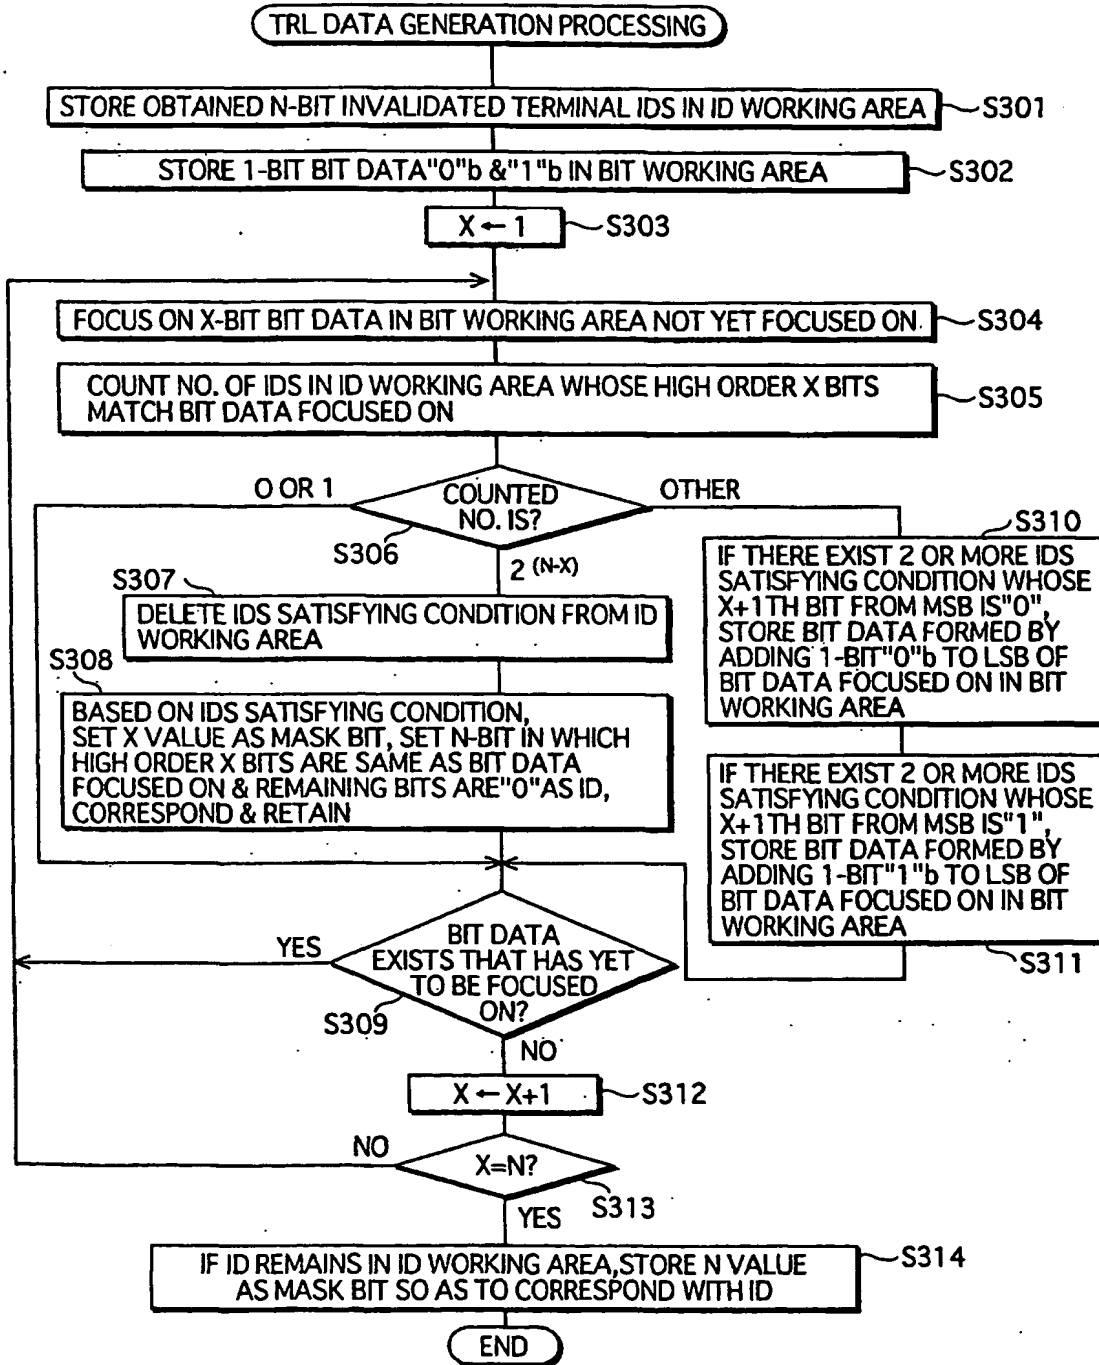 TRL DATA GENERATION PROCESSING
STORE OBTAINED N-BIT INVALIDATED TERMINAL IDS IN ID WORKING AREA
S301
STORE 1-BIT BIT DATA"0"b &"1"b IN BIT WORKING AREA
S302
X ← 1
S303
FOCUS ON X-BIT BIT DATA IN BIT WORKING AREA NOT YET FOCUSED ON
S304
COUNT NO. OF IDS IN ID WORKING AREA WHOSE HIGH ORDER X BITS
MATCH BIT DATA FOCUSED ON
S305
0 OR 1
COUNTED
NO. IS?
OTHER
S306
2 (N-X)
S307
DELETE IDS SATISFYING CONDITION FROM ID
WORKING AREA
S308
BASED ON IDS SATISFYING CONDITION,
SET X VALUE AS MASK BIT, SET N-BIT IN WHICH
HIGH ORDER X BITS ARE SAME AS BIT DATA
FOCUSED ON & REMAINING BITS ARE"0"AS ID,
CORRESPOND & RETAIN
S310
IF THERE EXIST 2 OR MORE IDS
SATISFYING CONDITION WHOSE
X+1TH BIT FROM MSB IS"0",
STORE BIT DATA FORMED BY
ADDING 1-BIT"0"b TO LSB OF
BIT DATA FOCUSED ON IN BIT
WORKING AREA
IF THERE EXIST 2 OR MORE IDS
SATISFYING CONDITION WHOSE
X+1TH BIT FROM MSB IS"1",
STORE BIT DATA FORMED BY
ADDING 1-BIT"1"b TO LSB OF
BIT DATA FOCUSED ON IN BIT
WORKING AREA
S311
YES
BIT DATA
EXISTS THAT HAS YET
TO BE FOCUSED
ON?
S309
NO
X ← X+1
S312
NO
X=N?
S313
YES
IF ID REMAINS IN ID WORKING AREA,STORE N VALUE
AS MASK BIT SO AS TO CORRESPOND WITH ID
S314
END